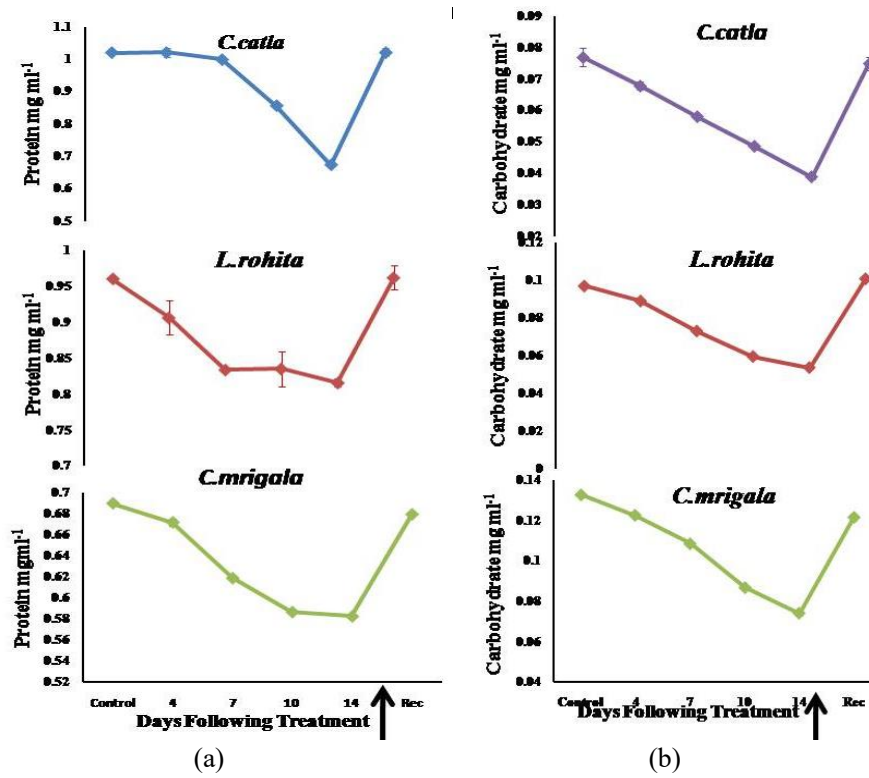 C.catla
Protein mg ml-1
1.1
1
0.9
0.8
0.7
0.6
0.5
L.rohita
Protein mg ml-1
1
0.95
0.9
0.85
0.8
0.75
0.7
C.mrigala
Protein mgml-1
0.7
0.68
0.66
0.64
0.62
0.6
0.58
0.56
0.54
0.52
Control 4 7 10 14 Rec
Days Following Treatment
(a)
C.catla
Carbohydrate mg ml-1
0.09
0.08
0.07
0.06
0.05
0.04
0.03
0.02
L.rohita
Carbohydrate mg ml-1
0.12
0.1
0.08
0.06
0.04
0.02
0
C.mrigala
Carbohydrate mg ml-1
0.14
0.12
0.1
0.08
0.06
0.04
Control 4 7 10 14 Rec
Days Following Treatment
(b)